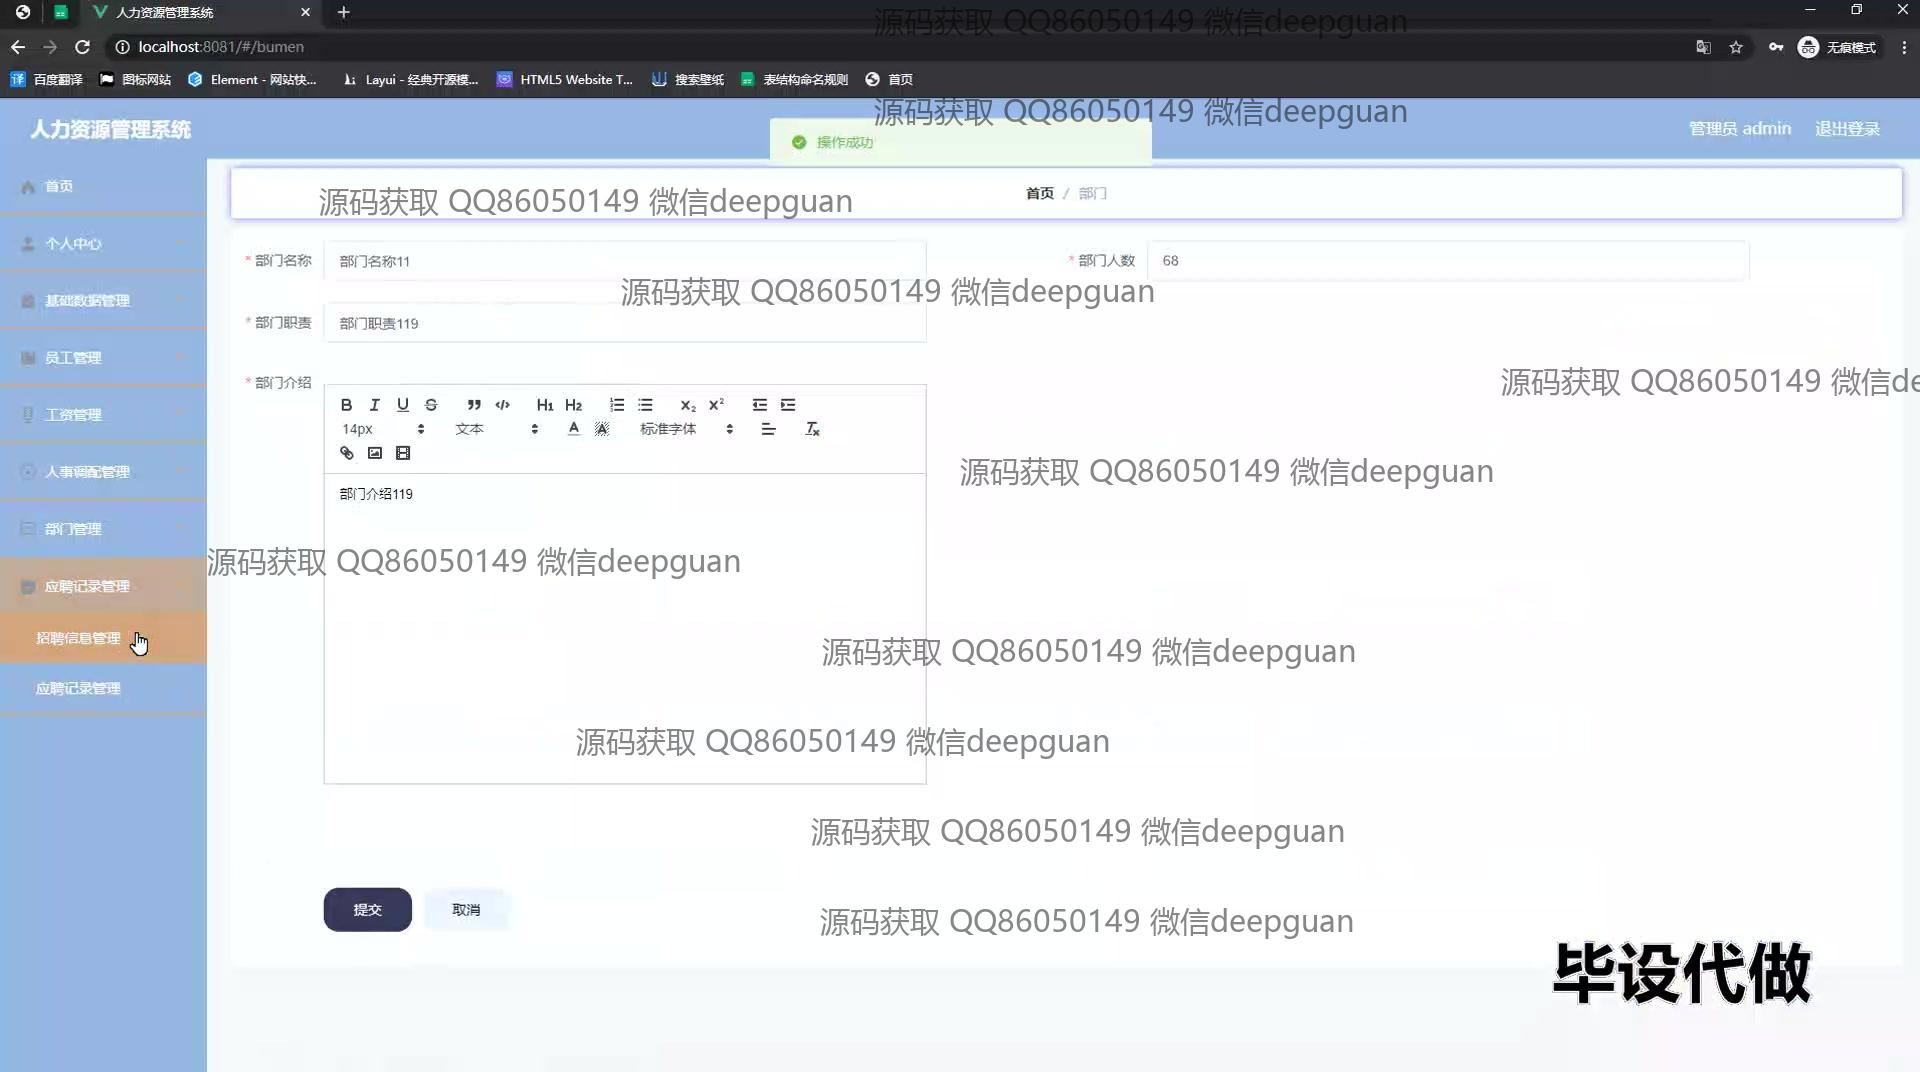 人力资源管理系统
源码获取 QQ86050149 微信deepguan
localhost:8081/#/bumen
无痕模式
百度翻译
图标网站
Element - 网站快...
Layui - 经典开源模...
HTML5 Website T...
搜索壁纸
表结构命名规则
首页
源码获取 QQ86050149 微信deepguan
人力资源管理系统
操作成功
管理员 admin
退出登录
首页
源码获取 QQ86050149 微信deepguan
首页 / 部门
个人中心
* 部门名称
部门名称11
* 部门人数
68
源码获取 QQ86050149 微信deepguan
基础数据管理
* 部门职责
部门职责119
员工管理
* 部门介绍
源码获取 QQ86050149 微信de
B I U S H1 H2 X2 X2
工资管理
14px
文本
A A
标准字体
Tx
人事调配管理
源码获取 QQ86050149 微信deepguan
部门介绍119
部门管理
源码获取 QQ86050149 微信deepguan
应聘记录管理
招聘信息管理
源码获取 QQ86050149 微信deepguan
应聘记录管理
源码获取 QQ86050149 微信deepguan
源码获取 QQ86050149 微信deepguan
提交
取消
源码获取 QQ86050149 微信deepguan
毕设代做